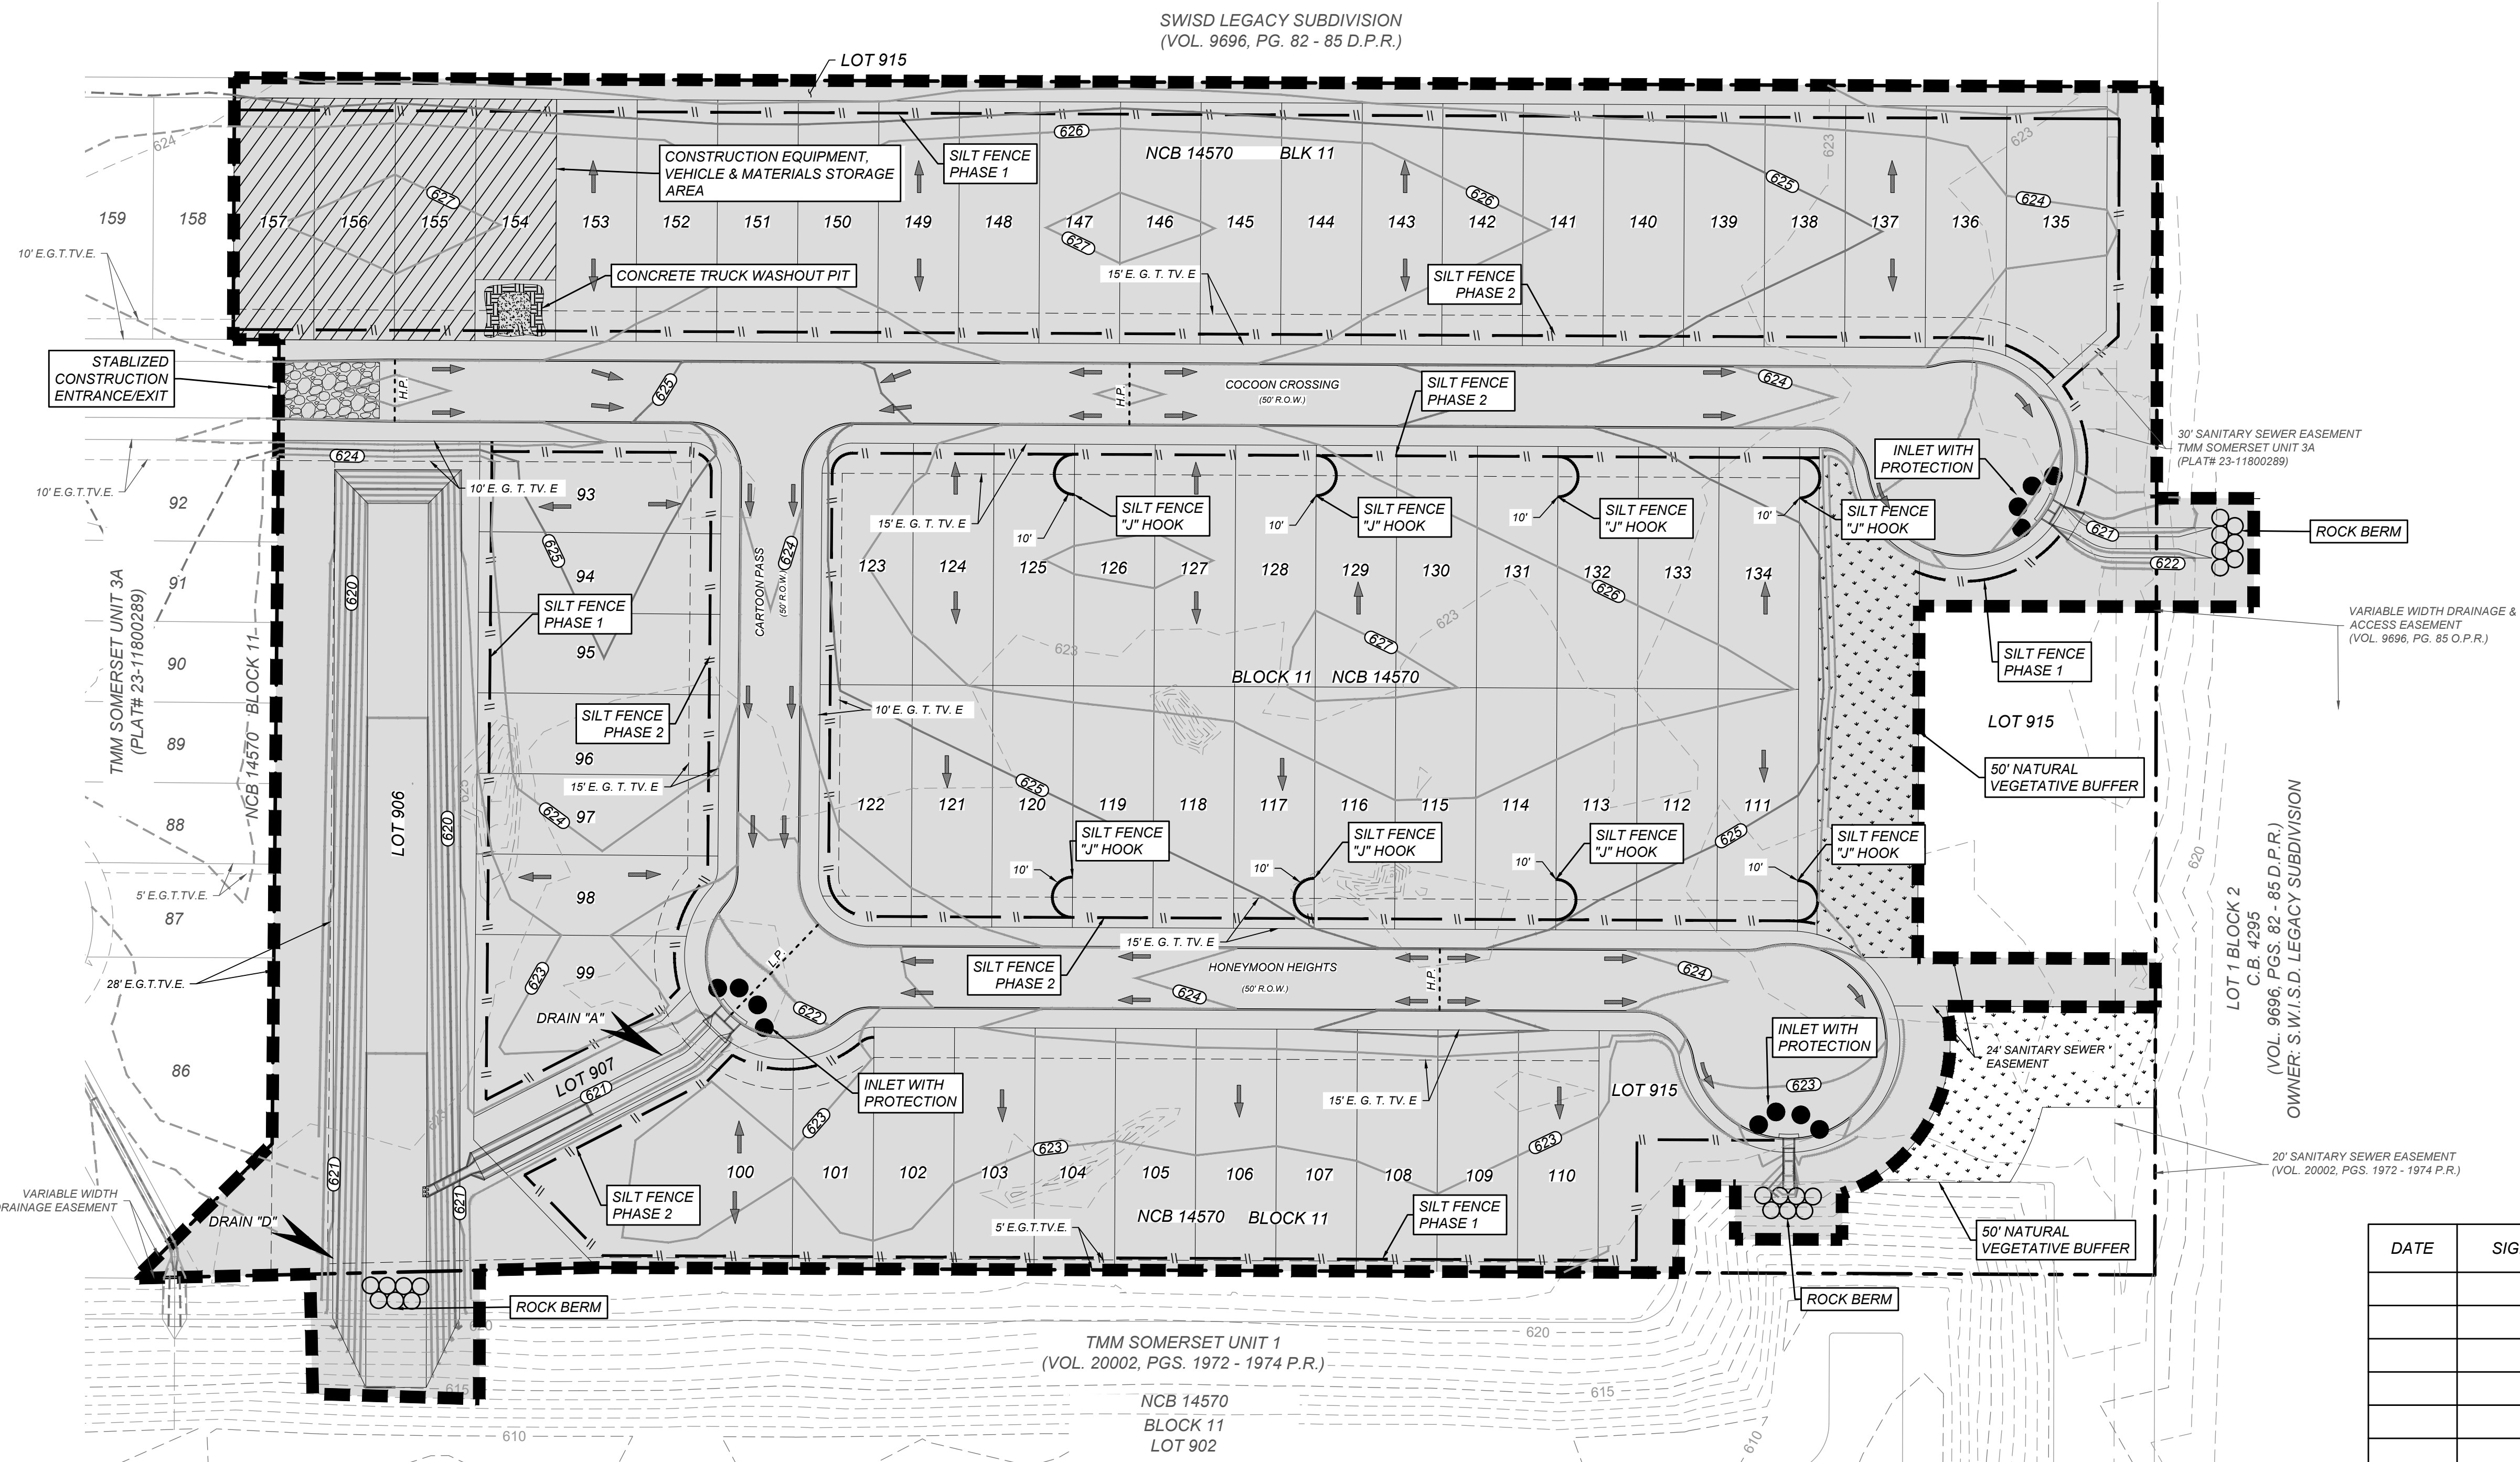 SWISD LEGACY SUBDIVISION
(VOL. 9696, PG. 82 - 85 D.P.R.)
LOT 915
624
626
NCB 14570 BLK 11
623
623
CONSTRUCTION EQUIPMENT,
VEHICLE & MATERIALS STORAGE
AREA
SILT FENCE
PHASE 1
627
626
625
624
159 158 157 156 155 154 153 152 151 150 149 148 147 146 145 144 143 142 141 140 139 138 137 136 135
627
10' E.G.T.TV.E.
CONCRETE TRUCK WASHOUT PIT
15' E. G. T. TV. E
SILT FENCE
PHASE 2
STABLIZED
CONSTRUCTION
ENTRANCE/EXIT
H.P.
625
H.P.
COCOON CROSSING
(50' R.O.W.)
SILT FENCE
PHASE 2
624
30' SANITARY SEWER EASEMENT
TMM SOMERSET UNIT 3A
(PLAT# 23-11800289)
INLET WITH
PROTECTION
624
10' E.G.T.TV.E.
10' E. G. T. TV. E
92
93
15' E. G. T. TV. E
10'
SILT FENCE
"J" HOOK
10'
SILT FENCE
"J" HOOK
10'
SILT FENCE
"J" HOOK
10'
SILT FENCE
"J" HOOK
621
622
ROCK BERM
625
CARTOON PASS
(50' R.O.W.)
624
123 124 125 126 127 128 129 130 131 132 133 134
91
94
620
626
SILT FENCE
PHASE 1
TMM SOMERSET UNIT 3A
(PLAT# 23-11800289)
NCB 14570 BLOCK 11
VARIABLE WIDTH DRAINAGE &
ACCESS EASEMENT
(VOL. 9696, PG. 85 O.P.R.)
90
95
623
627
623
BLOCK 11 NCB 14570
SILT FENCE
PHASE 1
SILT FENCE
PHASE 2
10' E. G. T. TV. E
LOT 915
89
96
15' E. G. T. TV. E
625
625
50' NATURAL
VEGETATIVE BUFFER
LOT 906
620
88
624
97
122 121 120 119 118 117 116 115 114 113 112 111
625
SILT FENCE
"J" HOOK
10'
SILT FENCE
"J" HOOK
10'
SILT FENCE
"J" HOOK
10'
SILT FENCE
"J" HOOK
10'
620
5' E.G.T.TV.E.
87
98
LOT 1 BLOCK 2
C.B. 4295
(VOL. 9696, PGS. 82 - 85 D.P.R.)
OWNER: S.W.I.S.D. LEGACY SUBDIVISION
15' E. G. T. TV. E
28' E.G.T.TV.E.
623
99
L.P.
SILT FENCE
PHASE 2
HONEYMOON HEIGHTS
(50' R.O.W.)
H.P.
624
624
DRAIN "A"
622
INLET WITH
PROTECTION
24' SANITARY SEWER
EASEMENT
86
LOT 907
621
INLET WITH
PROTECTION
15' E. G. T. TV. E
LOT 915
623
623
623
623
100 101 102 103 104 105 106 107 108 109 110
621
621
20' SANITARY SEWER EASEMENT
(VOL. 20002, PGS. 1972 - 1974 P.R.)
VARIABLE WIDTH
DRAINAGE EASEMENT
DRAIN "D"
SILT FENCE
PHASE 2
5' E.G.T.TV.E.
NCB 14570 BLOCK 11
SILT FENCE
PHASE 1
50' NATURAL
VEGETATIVE BUFFER
DATE SIG
ROCK BERM
ROCK BERM
620
620
TMM SOMERSET UNIT 1
(VOL. 20002, PGS. 1972 - 1974 P.R.)
615
615
NCB 14570
BLOCK 11
LOT 902
610
610